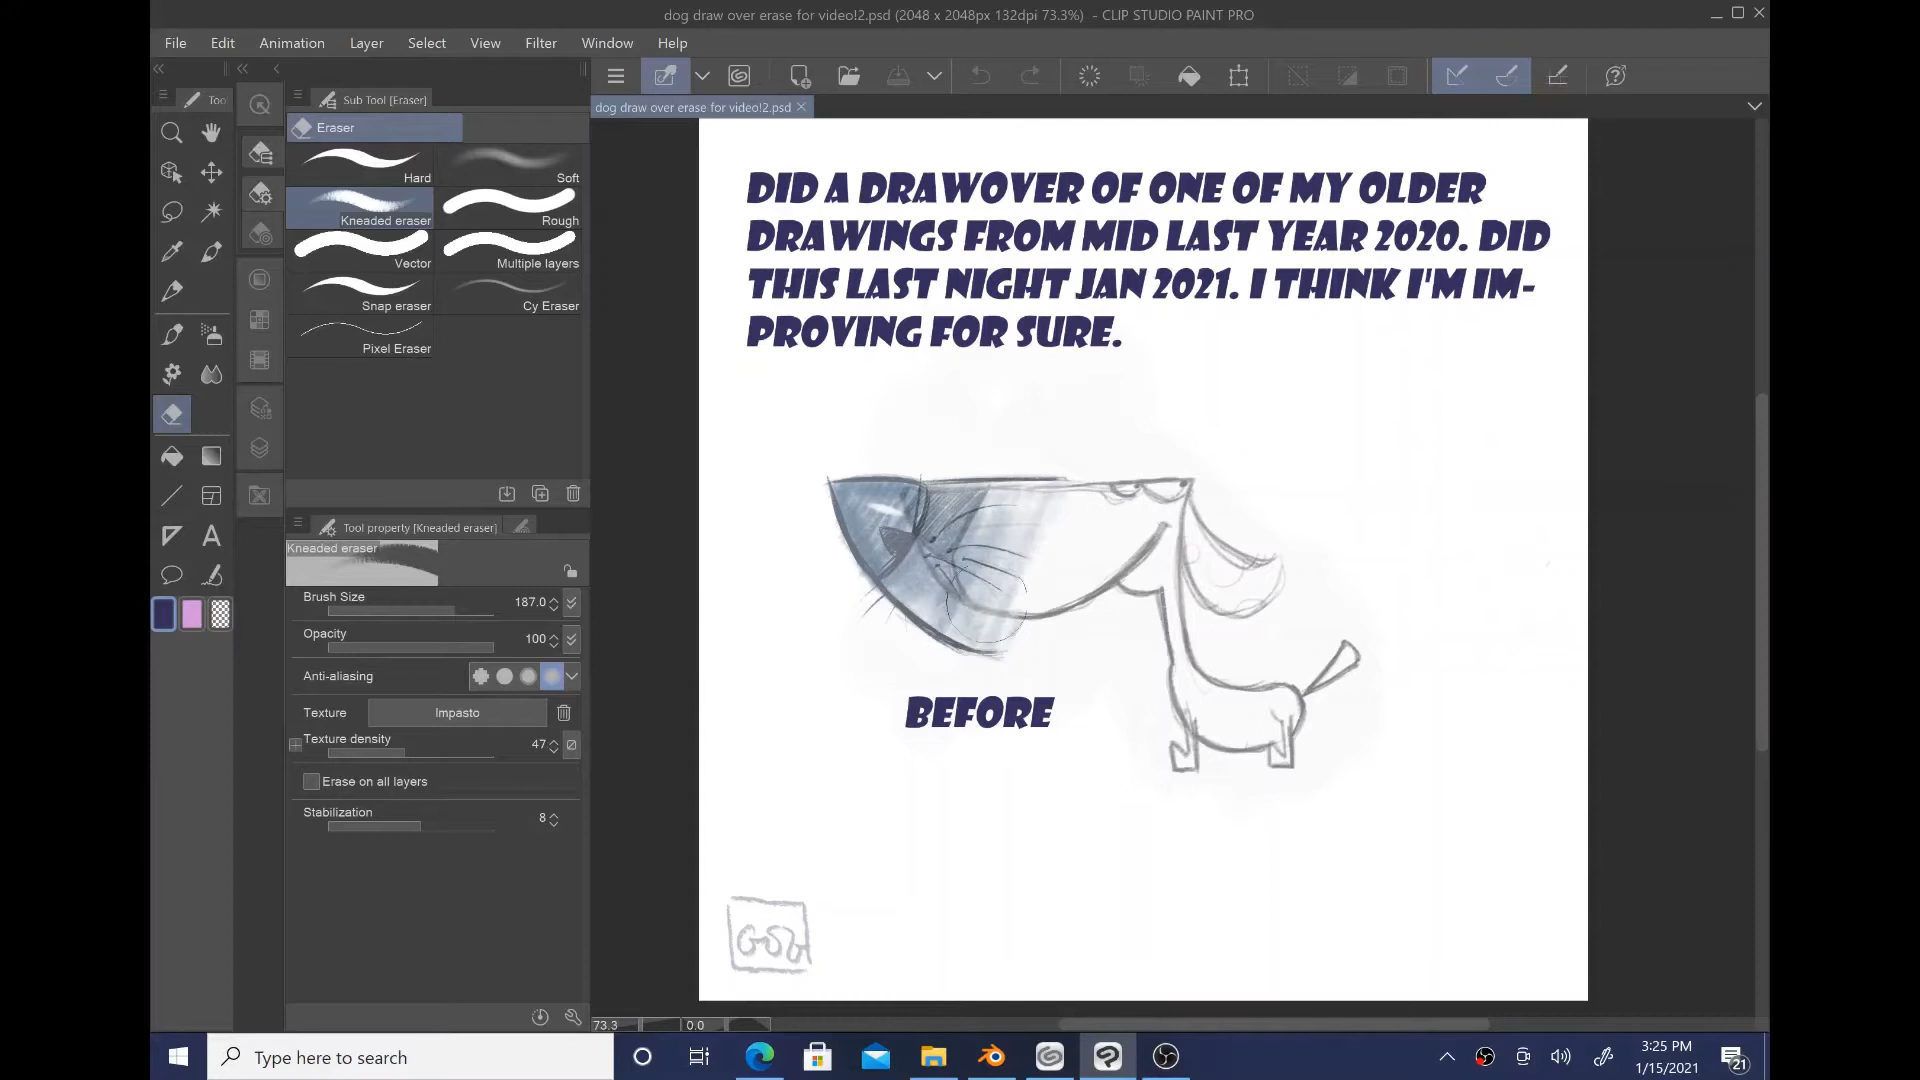 dog draw over erase for video!2.psd (2048 x 2048px 132dpi 73.3%) - CLIP STUDIO PAINT PRO
File Edit Animation Layer Select View Filter Window Help
Too
Sub Tool [Eraser]
dog draw over erase for video!2.psd
Eraser
Hard
Soft
Kneaded eraser
Rough
Vector
Multiple layers
Snap eraser
Cy Eraser
Pixel Eraser
DID A DRAWOVER OF ONE OF MY OLDER
DRAWINGS FROM MID LAST YEAR 2020. DID
THIS LAST NIGHT JAN 2021. I THINK I'M IM-
PROVING FOR SURE.
BEFORE
Tool property [Kneaded eraser]
Kneaded eraser
Brush Size 187.0
Opacity 100
Anti-aliasing
Texture Impasto
Texture density 47
Erase on all layers
Stabilization 8
73.3 0.0
Type here to search
3:25 PM
1/15/2021
21